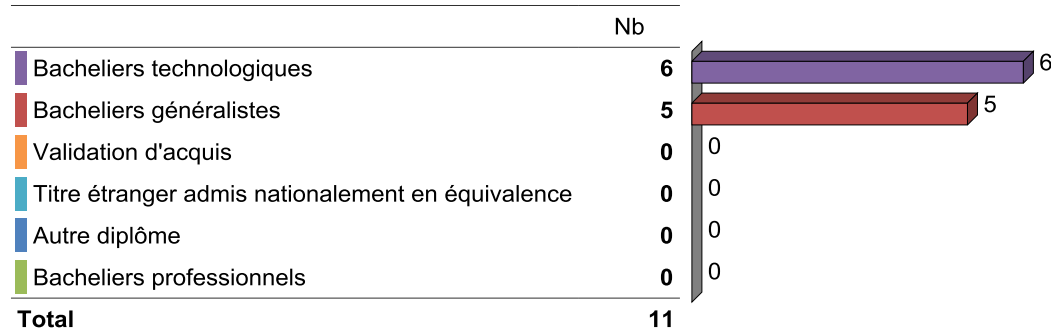 Nb
Bacheliers technologiques 6 6
Bacheliers généralistes 5 5
Validation d'acquis 0 0
Titre étranger admis nationalement en équivalence 0 0
Autre diplôme 0 0
Bacheliers professionnels 0 0
Total 11